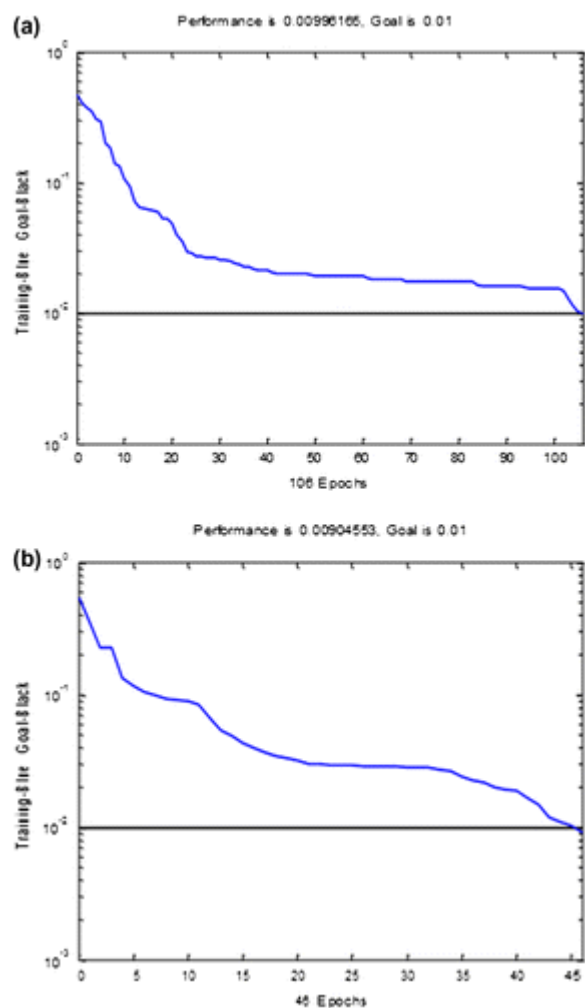 (a)
Performance is 0.00996165, Goal is 0.01
Training-Blue Goal-Black
10⁰
10⁻¹
10⁻²
10⁻³
0 10 20 30 40 50 60 70 80 90 100
106 Epochs
(b)
Performance is 0.00904553, Goal is 0.01
Training-Blue Goal-Black
10⁰
10⁻¹
10⁻²
10⁻³
0 5 10 15 20 25 30 35 40 45
46 Epochs